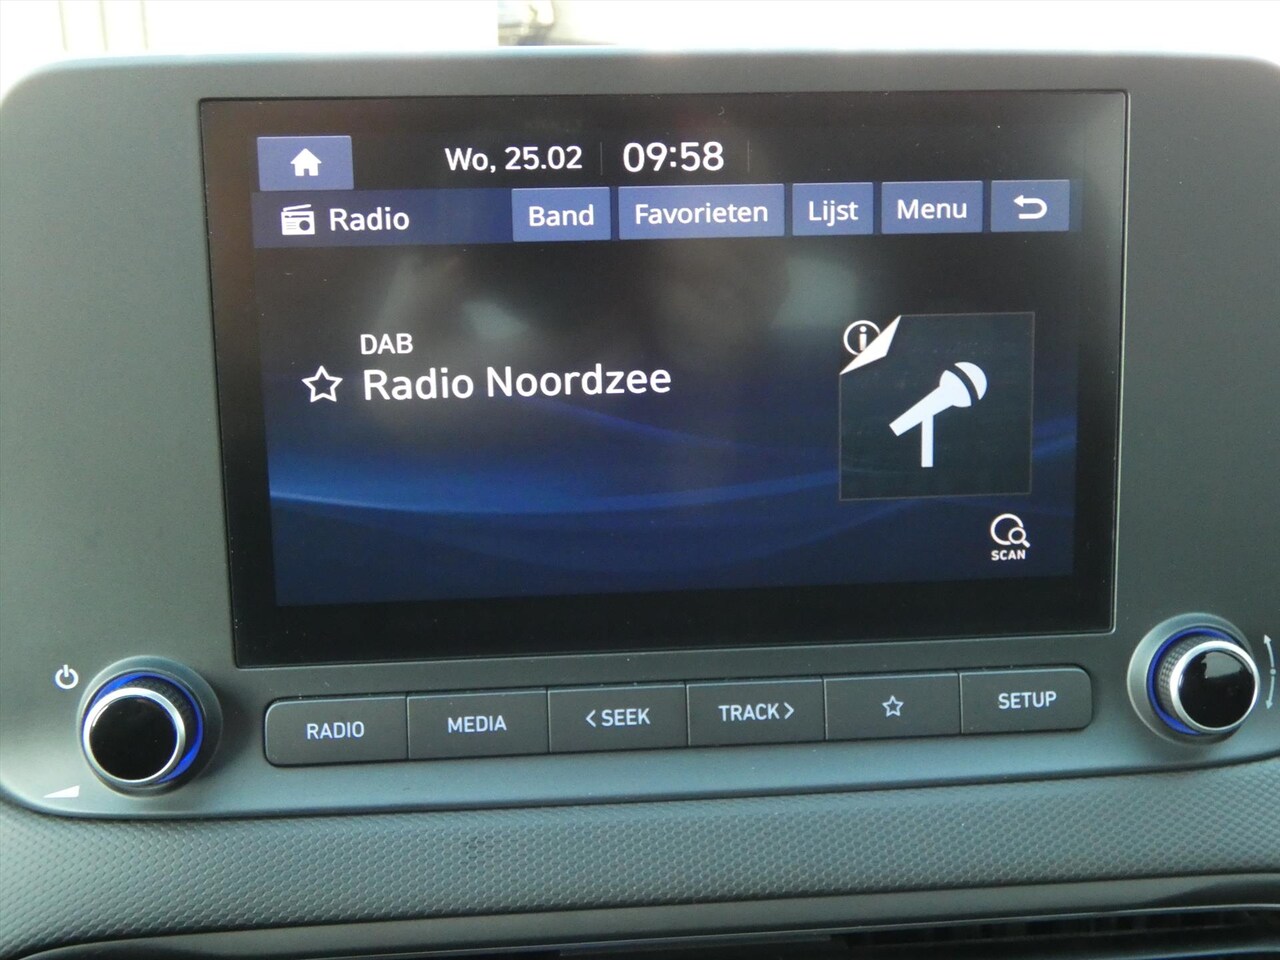 Wo, 25.02 09:58
Radio Band Favorieten Lijst Menu
DAB
Radio Noordzee
SCAN
RADIO MEDIA < SEEK TRACK > SETUP